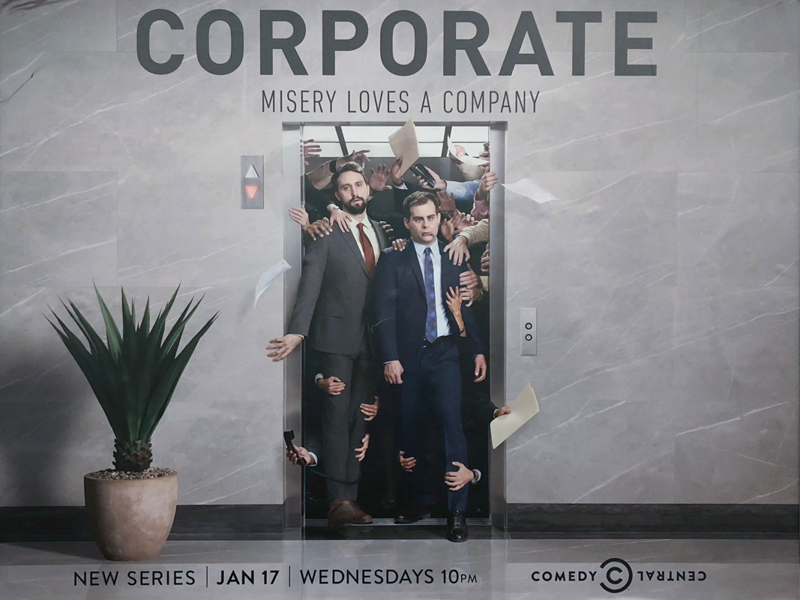 CORPORATE
MISERY LOVES A COMPANY
NEW SERIES | JAN 17 | WEDNESDAYS 10PM
COMEDY C CENTRAL